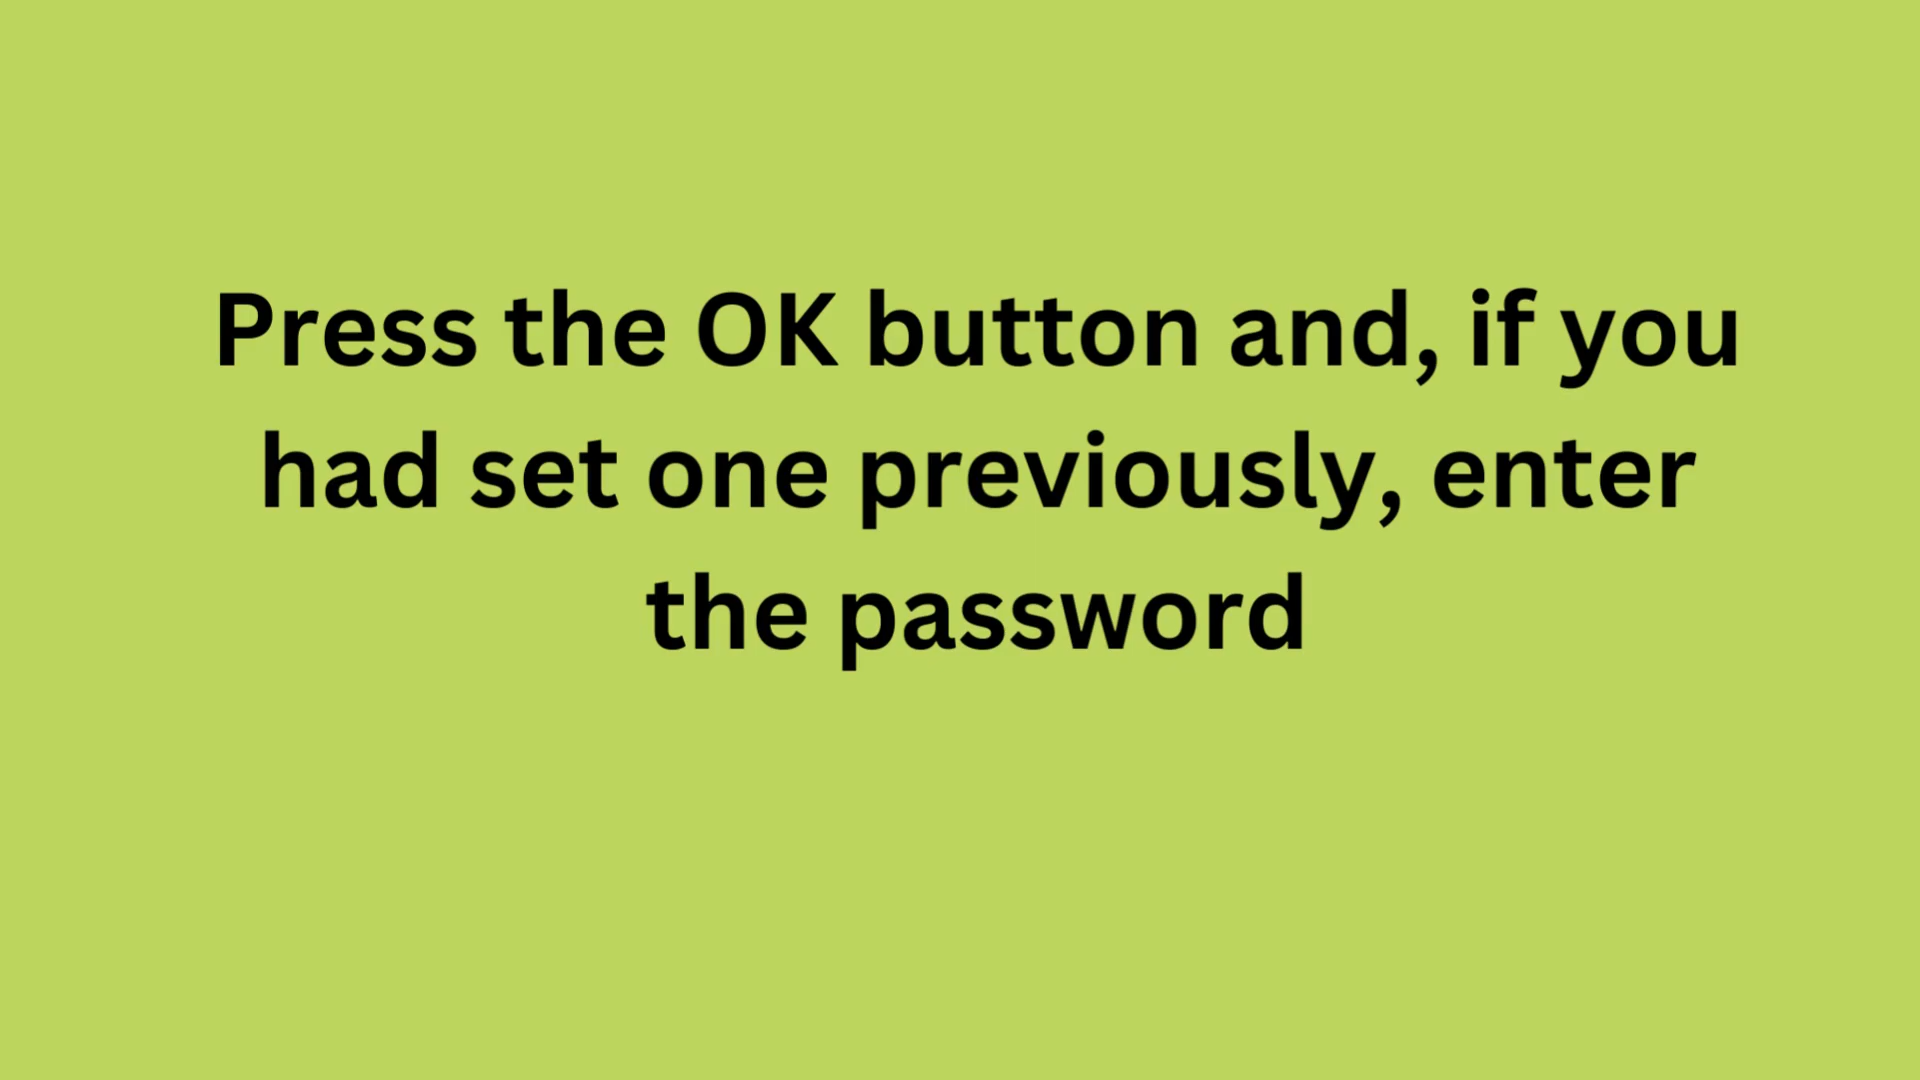 Press the OK button and, if you
had set one previously, enter
the password